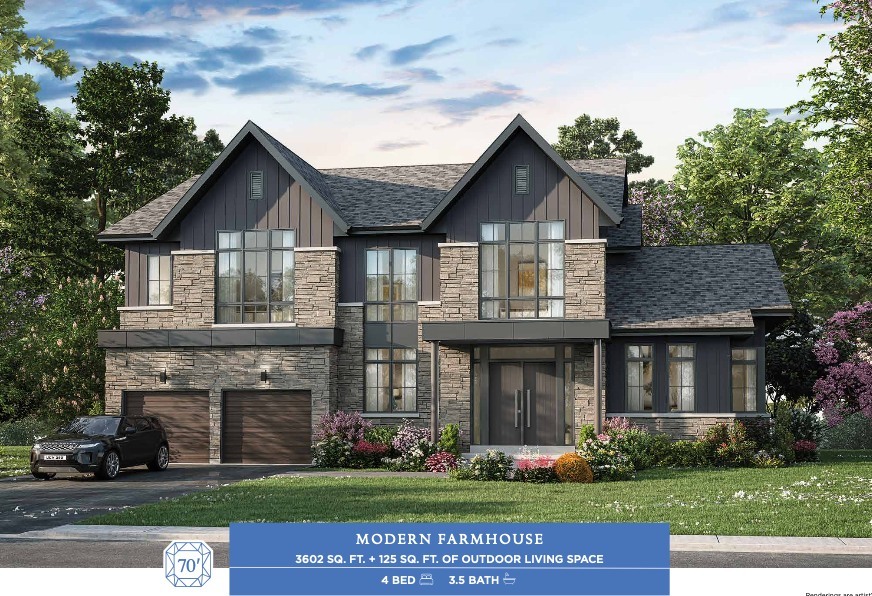 MODERN FARMHOUSE
3602 SQ. FT. + 125 SQ. FT. OF OUTDOOR LIVING SPACE
4 BED 3.5 BATH
70'
Renderings are artist'